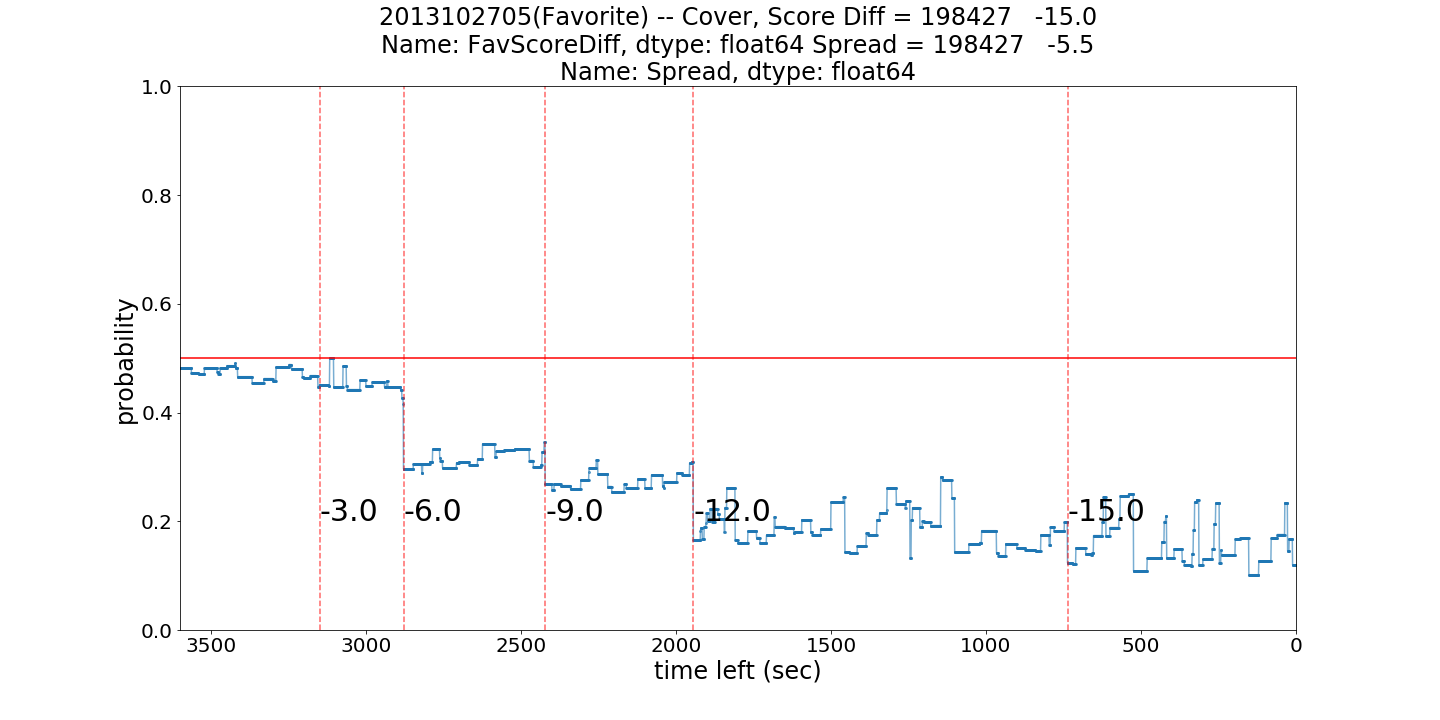 2013102705(Favorite) -- Cover, Score Diff = 198427   -15.0
Name: FavScoreDiff, dtype: float64 Spread = 198427   -5.5
Name: Spread, dtype: float64
1.0
0.8
0.6
0.4
0.2
0.0
probability
-3.0
-6.0
-9.0
-12.0
-15.0
3500 3000 2500 2000 1500 1000 500 0
time left (sec)